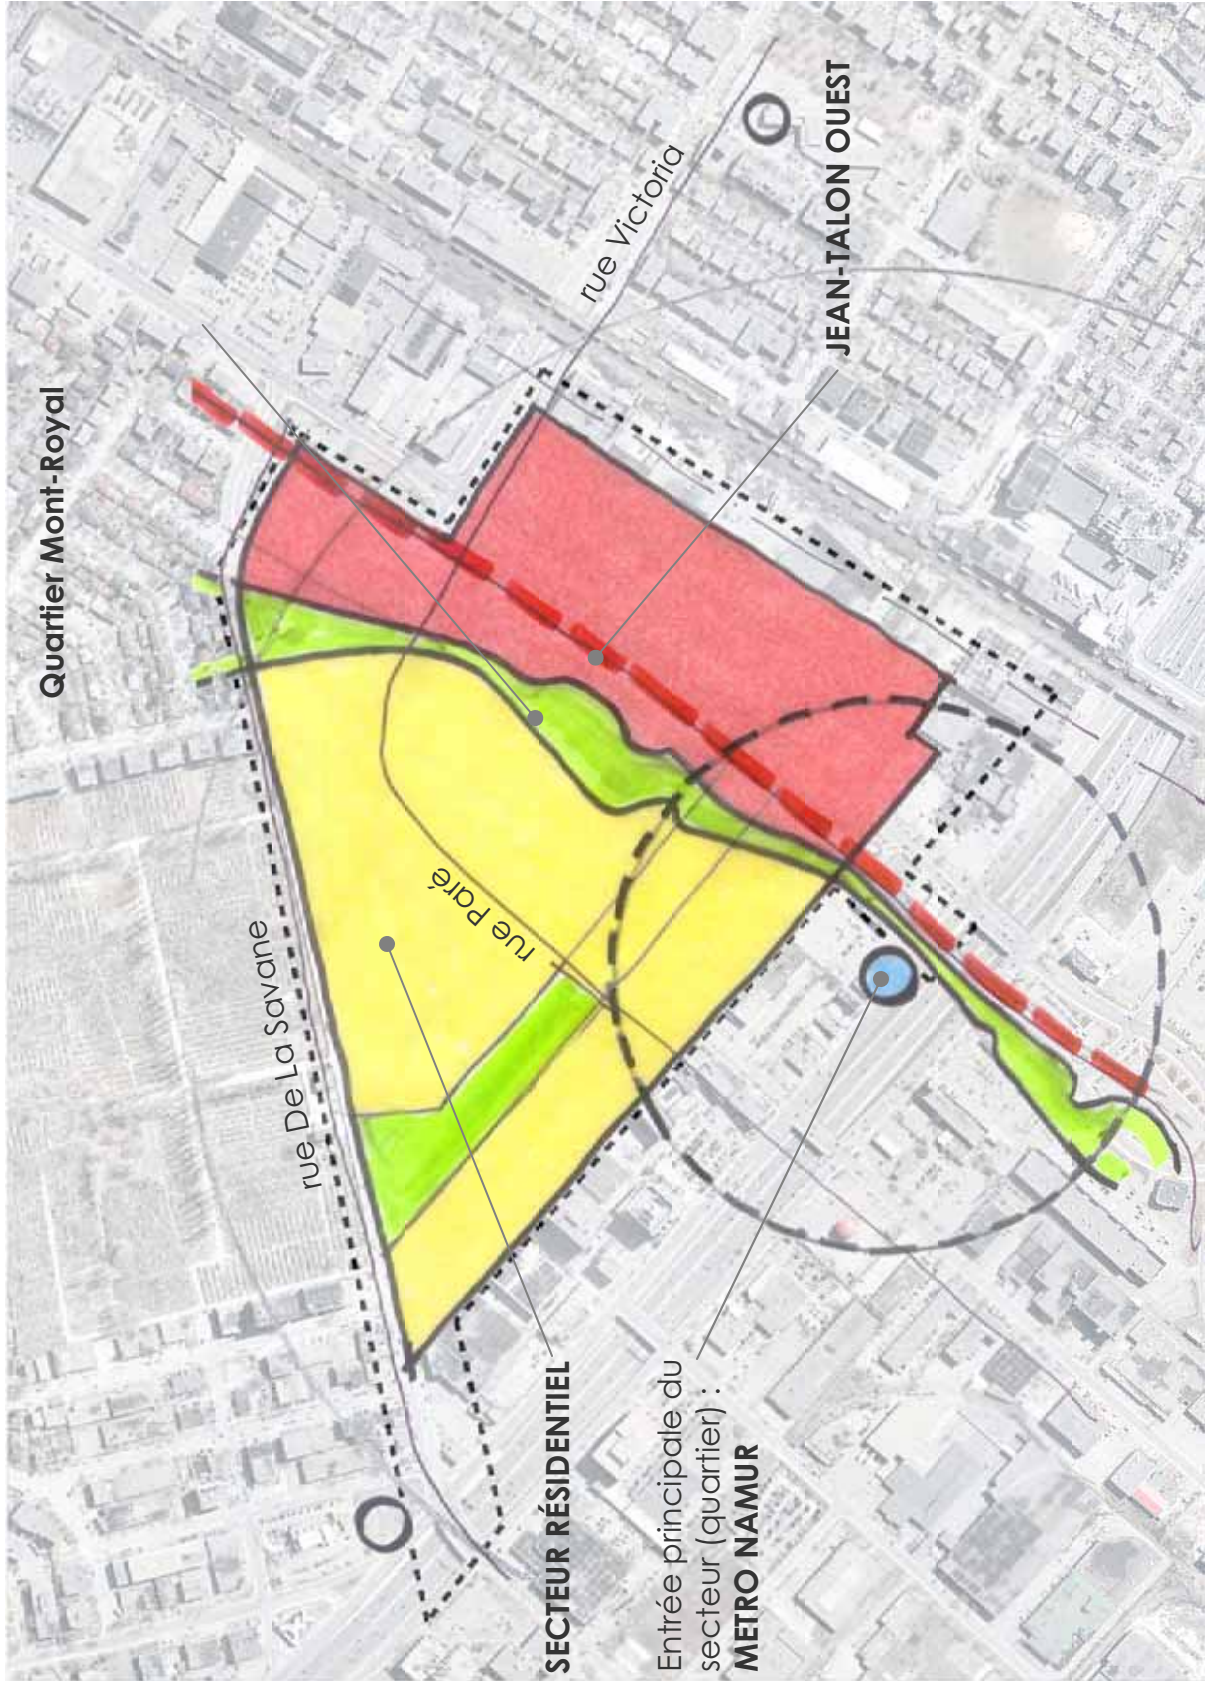 Quartier Mont-Royal
rue De La Savane
rue Paré
rue Victoria
JEAN-TALON OUEST
SECTEUR RÉSIDENTIEL
Entrée principale du
secteur (quartier) :
METRO NAMUR